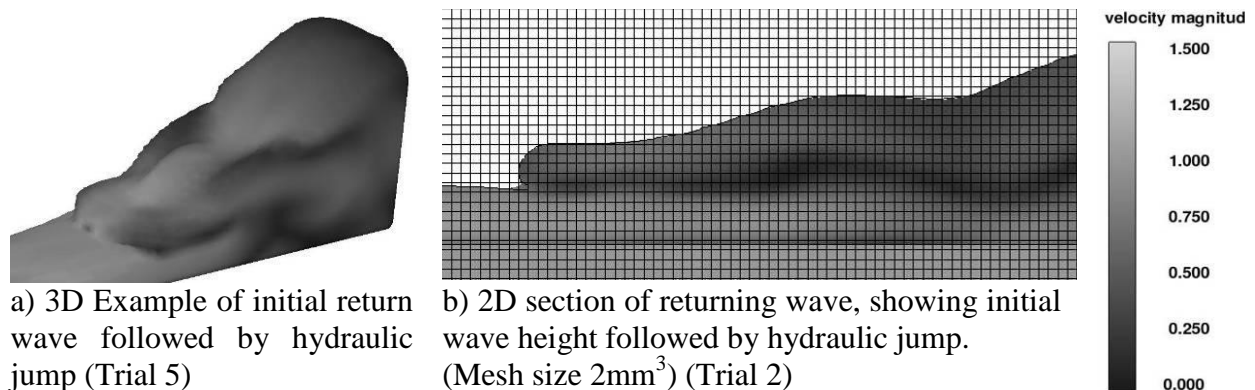 velocity magnitud
1.500
1.250
1.000
0.750
0.500
0.250
0.000
a) 3D Example of initial return
wave followed by hydraulic
jump (Trial 5)
b) 2D section of returning wave, showing initial
wave height followed by hydraulic jump.
(Mesh size 2mm³) (Trial 2)